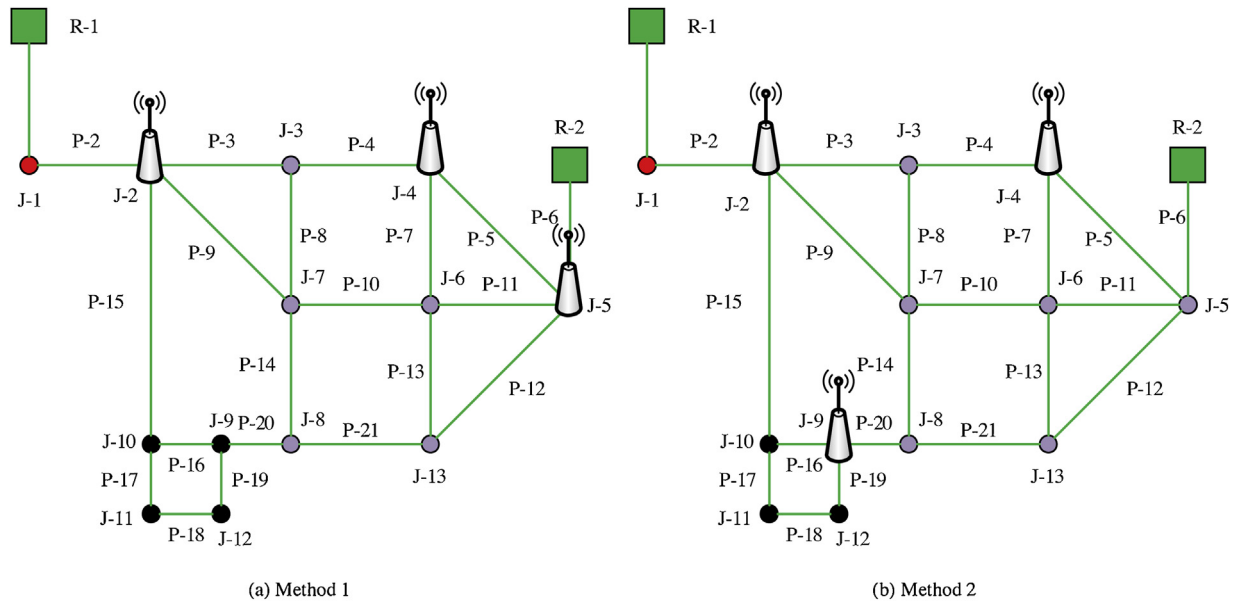 R-1
P-2
P-3
J-3
P-4
R-2
J-1
J-2
J-4
P-6
P-9
P-8
P-7
P-5
P-15
J-7
P-10
J-6
P-11
J-5
P-14
P-13
P-12
J-10
J-9
P-20
J-8
P-21
P-16
P-17
P-19
J-13
J-11
P-18
J-12
(a) Method 1
R-1
P-2
P-3
J-3
P-4
R-2
J-1
J-2
J-4
P-6
P-9
P-8
P-7
P-5
P-15
J-7
P-10
J-6
P-11
J-5
P-14
P-13
P-12
J-10
J-9
P-20
J-8
P-21
P-16
P-17
P-19
J-13
J-11
P-18
J-12
(b) Method 2